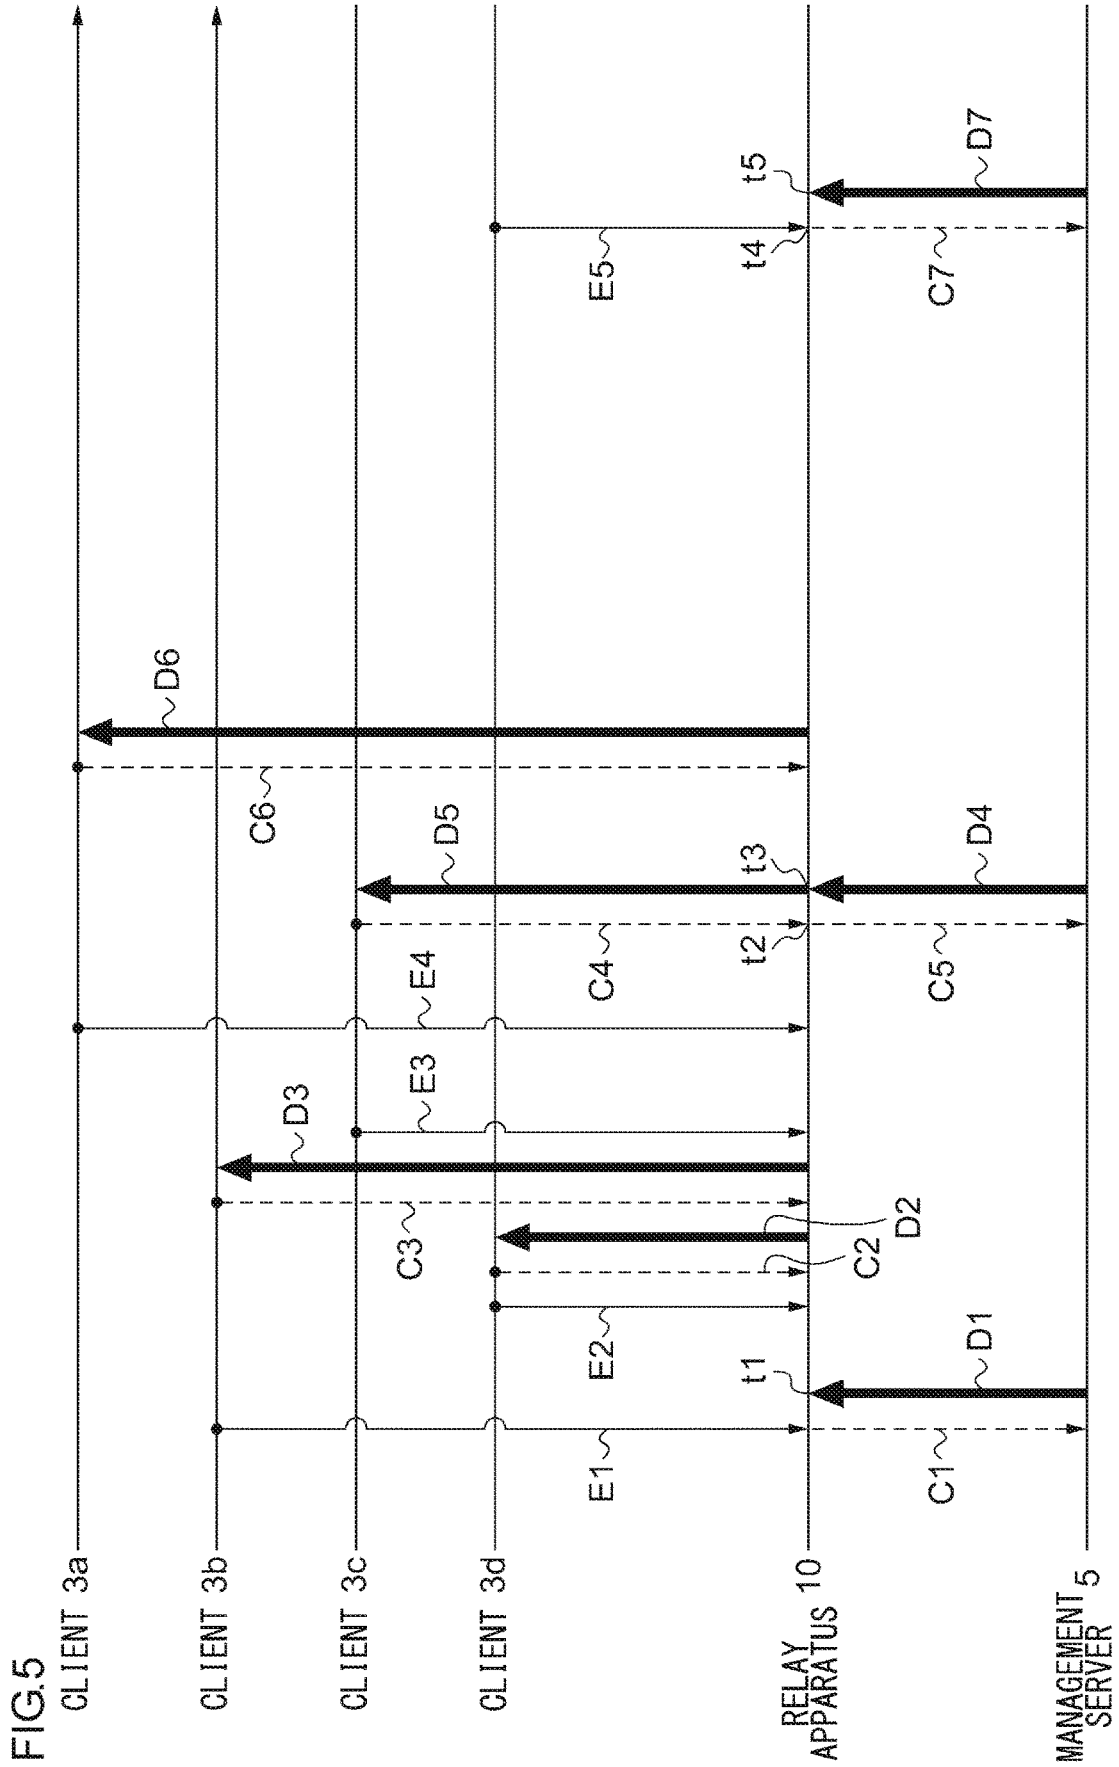 FIG.5
CLIENT 3a
CLIENT 3b
CLIENT 3c
CLIENT 3d
RELAY
APPARATUS 10
MANAGEMENT
SERVER 5
E1
C1
t1
D1
E2
C2
D2
C3
D3
E3
E4
C4
t2
C5
D5
t3
D4
C6
D6
E5
t4
C7
t5
D7